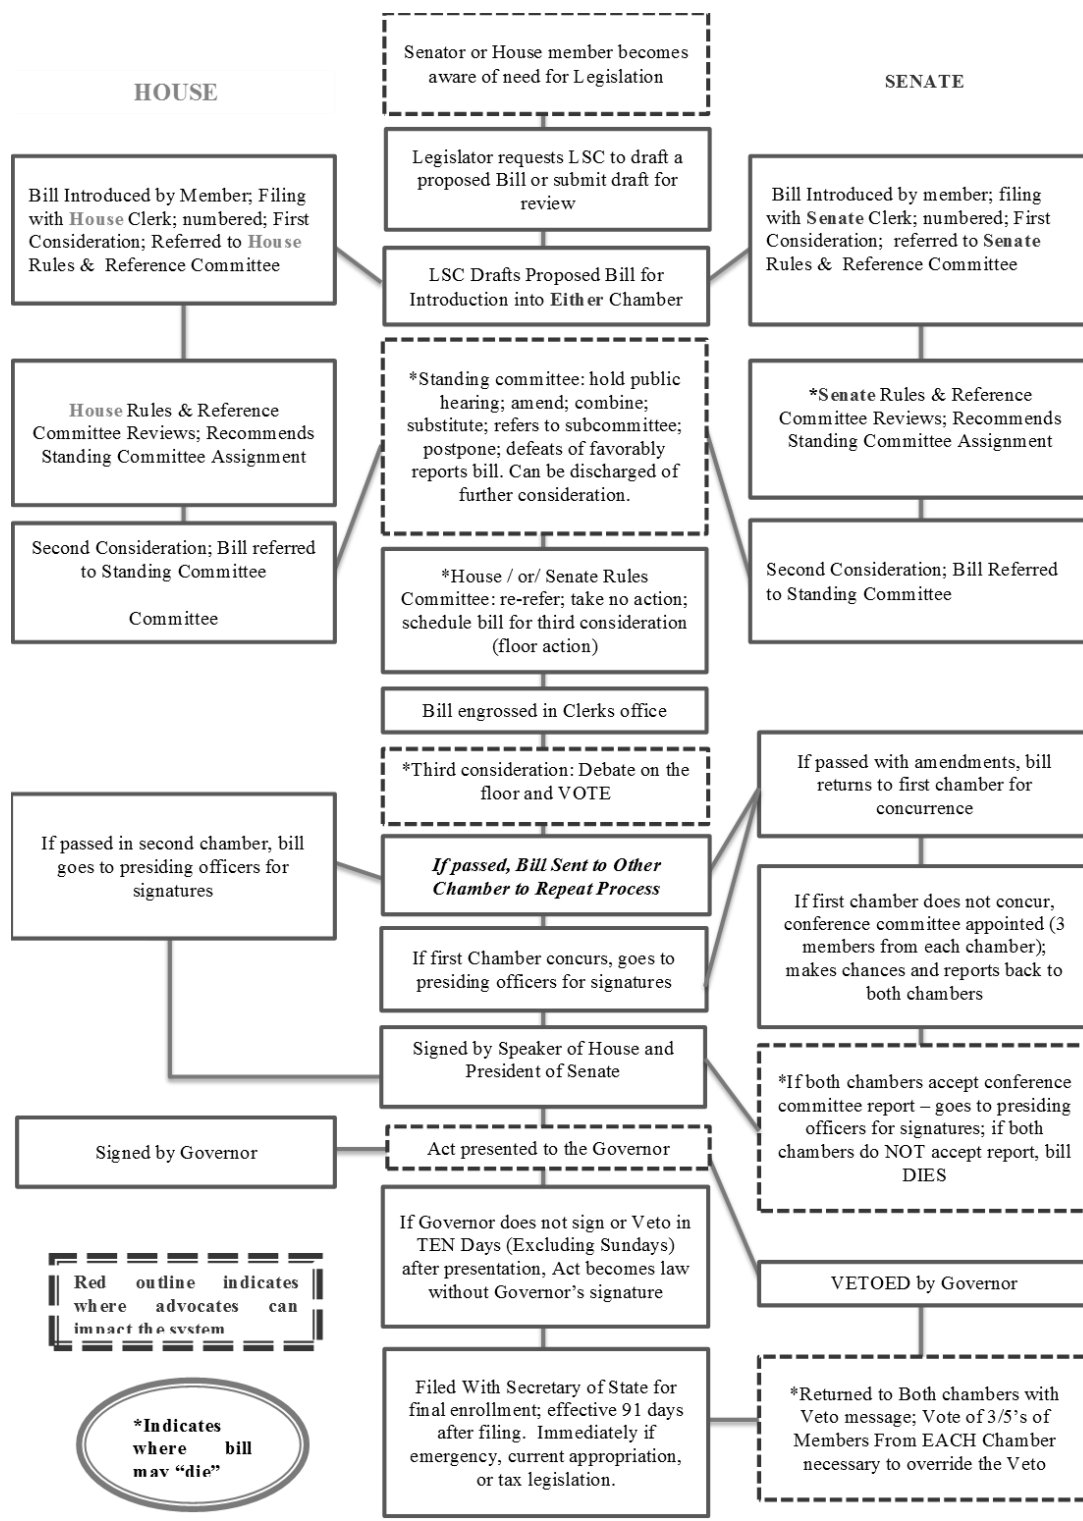 Senator or House member becomes
aware of need for Legislation
HOUSE
SENATE
Legislator requests LSC to draft a
proposed Bill or submit draft for
review
Bill Introduced by Member; Filing
with House Clerk; numbered; First
Consideration; Referred to House
Rules & Reference Committee
LSC Drafts Proposed Bill for
Introduction into Either Chamber
Bill Introduced by member; filing
with Senate Clerk; numbered; First
Consideration; referred to Senate
Rules & Reference Committee
House Rules & Reference
Committee Reviews; Recommends
Standing Committee Assignment
*Standing committee: hold public
hearing; amend; combine;
substitute; refers to subcommittee;
postpone; defeats of favorably
reports bill. Can be discharged of
further consideration.
*Senate Rules & Reference
Committee Reviews; Recommends
Standing Committee Assignment
Second Consideration; Bill referred
to Standing Committee
Committee
Second Consideration; Bill Referred
to Standing Committee
*House / or/ Senate Rules
Committee: re-refer; take no action;
schedule bill for third consideration
(floor action)
Bill engrossed in Clerks office
*Third consideration: Debate on the
floor and VOTE
If passed with amendments, bill
returns to first chamber for
concurrence
If passed in second chamber, bill
goes to presiding officers for
signatures
If passed, Bill Sent to Other
Chamber to Repeat Process
If first chamber does not concur,
conference committee appointed (3
members from each chamber);
makes chances and reports back to
both chambers
If first Chamber concurs, goes to
presiding officers for signatures
Signed by Speaker of House and
President of Senate
*If both chambers accept conference
committee report – goes to presiding
officers for signatures; if both
chambers do NOT accept report, bill
DIES
Signed by Governor
Act presented to the Governor
If Governor does not sign or Veto in
TEN Days (Excluding Sundays)
after presentation, Act becomes law
without Governor’s signature
VETOED by Governor
Red outline indicates
where advocates can
impact the system
Filed With Secretary of State for
final enrollment; effective 91 days
after filing. Immediately if
emergency, current appropriation,
or tax legislation.
*Returned to Both chambers with
Veto message; Vote of 3/5’s of
Members From EACH Chamber
necessary to override the Veto
*Indicates
where bill
may “die”